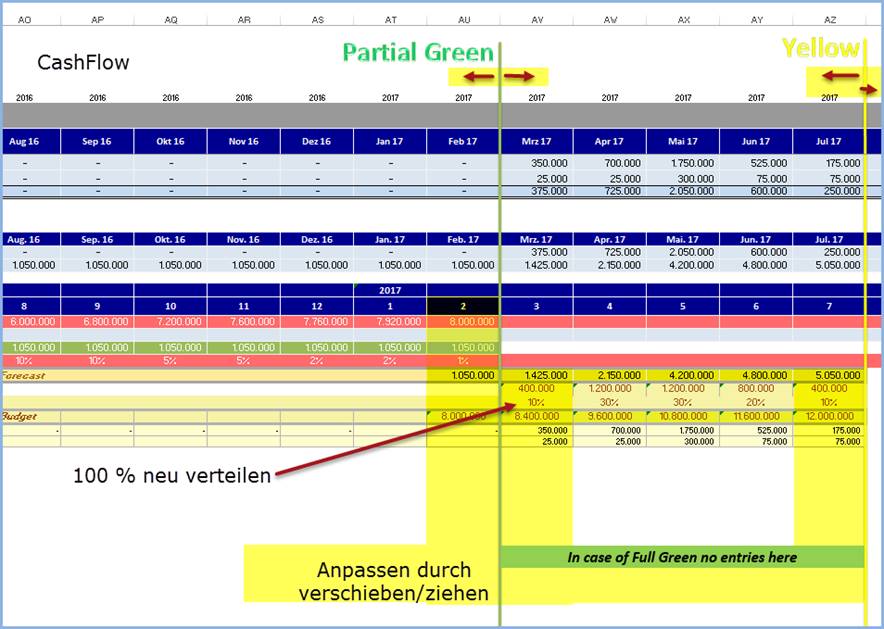 AO AP AQ AR AS AT AU AV AW AX AY AZ
CashFlow
Partial Green
Yellow
2016 2016 2016 2016 2016 2017 2017 2017 2017 2017 2017 2017
Aug 16 Sep 16 Okt 16 Nov 16 Dez 16 Jan 17 Feb 17 Mrz 17 Apr 17 Mai 17 Jun 17 Jul 17
- - - - - - - 350.000 700.000 1.750.000 525.000 175.000
- - - - - - - 25.000 25.000 300.000 75.000 75.000
- - - - - - - 375.000 725.000 2.050.000 600.000 250.000
Aug. 16 Sep. 16 Okt. 16 Nov. 16 Dez. 16 Jan. 17 Feb. 17 Mrz. 17 Apr. 17 Mai. 17 Jun. 17 Jul. 17
- - - - - - - 375.000 725.000 2.050.000 600.000 250.000
1.050.000 1.050.000 1.050.000 1.050.000 1.050.000 1.050.000 1.050.000 1.425.000 2.150.000 4.200.000 4.800.000 5.050.000
2017
8 9 10 11 12 1 2 3 4 5 6 7
6.000.000 6.800.000 7.200.000 7.600.000 7.760.000 7.920.000 8.000.000
1.050.000 1.050.000 1.050.000 1.050.000 1.050.000 1.050.000 1.050.000
10% 10% 5% 5% 2% 2% 1%
Forecast 1.050.000 1.425.000 2.150.000 4.200.000 4.800.000 5.050.000
400.000 1.200.000 1.200.000 800.000 400.000
10% 30% 30% 20% 10%
Budget 8.000.000 8.400.000 9.600.000 10.800.000 11.600.000 12.000.000
- - - - - - - 350.000 700.000 1.750.000 525.000 175.000
25.000 25.000 300.000 75.000 75.000
100 % neu verteilen
In case of Full Green no entries here
Anpassen durch
verschieben/ziehen